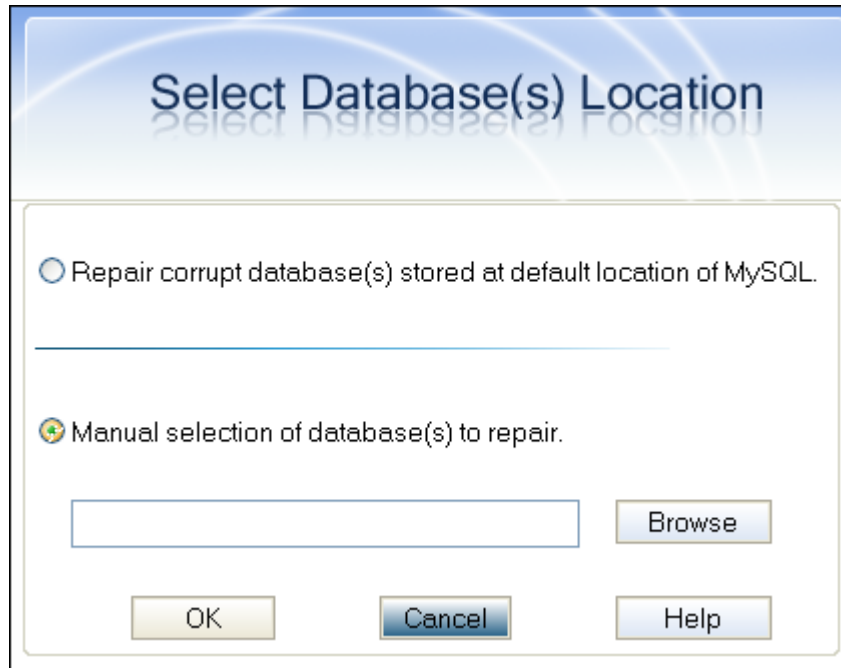 Select Database(s) Location
Repair corrupt database(s) stored at default location of MySQL.
Manual selection of database(s) to repair.
Browse
OK
Cancel
Help